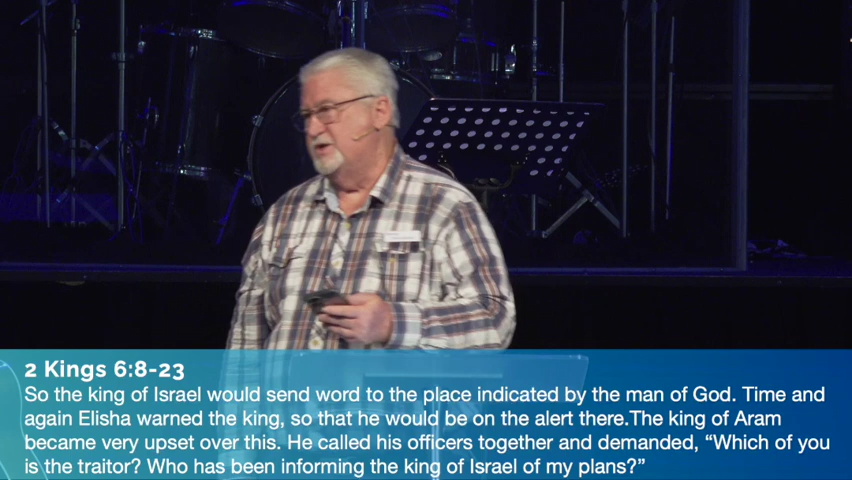 2 Kings 6:8-23
So the king of Israel would send word to the place indicated by the man of God. Time and
again Elisha warned the king, so that he would be on the alert there.The king of Aram
became very upset over this. He called his officers together and demanded, “Which of you
is the traitor? Who has been informing the king of Israel of my plans?”